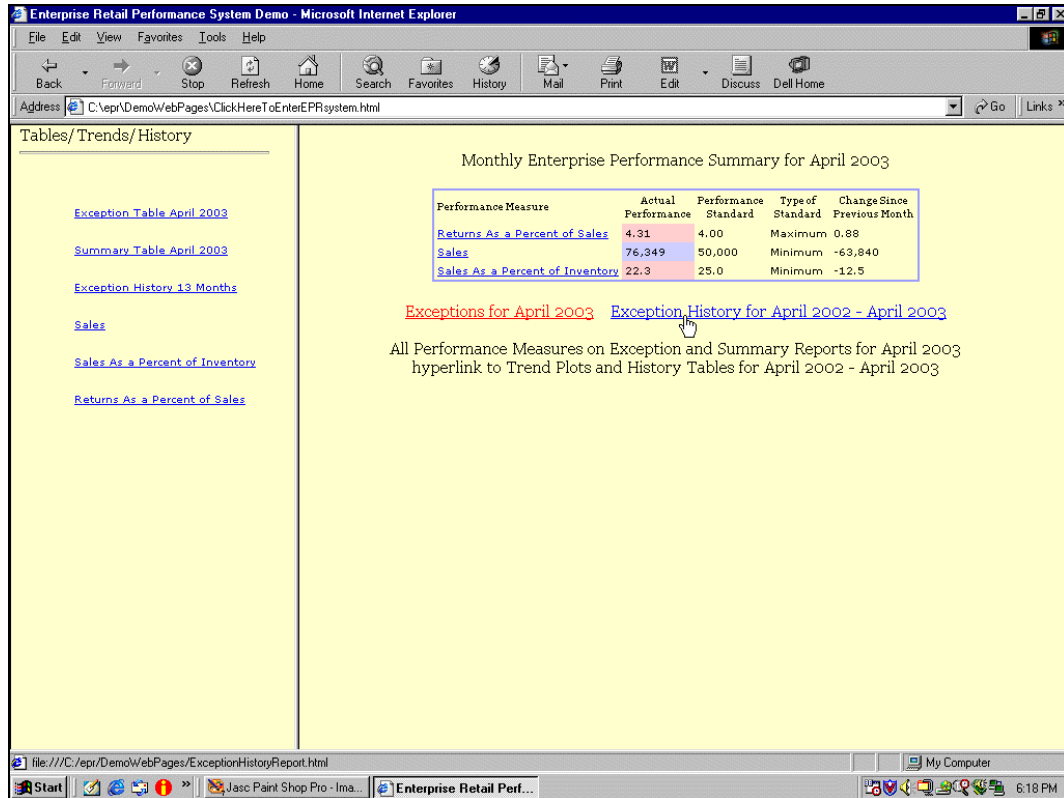 Enterprise Retail Performance System Demo - Microsoft Internet Explorer
File Edit View Favorites Tools Help
Back Forward Stop Refresh Home Search Favorites History Mail Print Edit Discuss Dell Home
Address C:\epr\DemoWebPages\ClickHereToEnterEPRsystem.html Go Links »
Tables/Trends/History
Exception Table April 2003
Summary Table April 2003
Exception History 13 Months
Sales
Sales As a Percent of Inventory
Returns As a Percent of Sales
Monthly Enterprise Performance Summary for April 2003
Performance Measure Actual Performance Performance Standard Type of Standard Change Since Previous Month
Returns As a Percent of Sales 4.31 4.00 Maximum 0.88
Sales 76,349 50,000 Minimum -63,840
Sales As a Percent of Inventory 22.3 25.0 Minimum -12.5
Exceptions for April 2003 Exception History for April 2002 - April 2003
All Performance Measures on Exception and Summary Reports for April 2003
hyperlink to Trend Plots and History Tables for April 2002 - April 2003
file:///C:/epr/DemoWebPages/ExceptionHistoryReport.html My Computer
Start » Jasc Paint Shop Pro - Ima... Enterprise Retail Perf... 6:18 PM